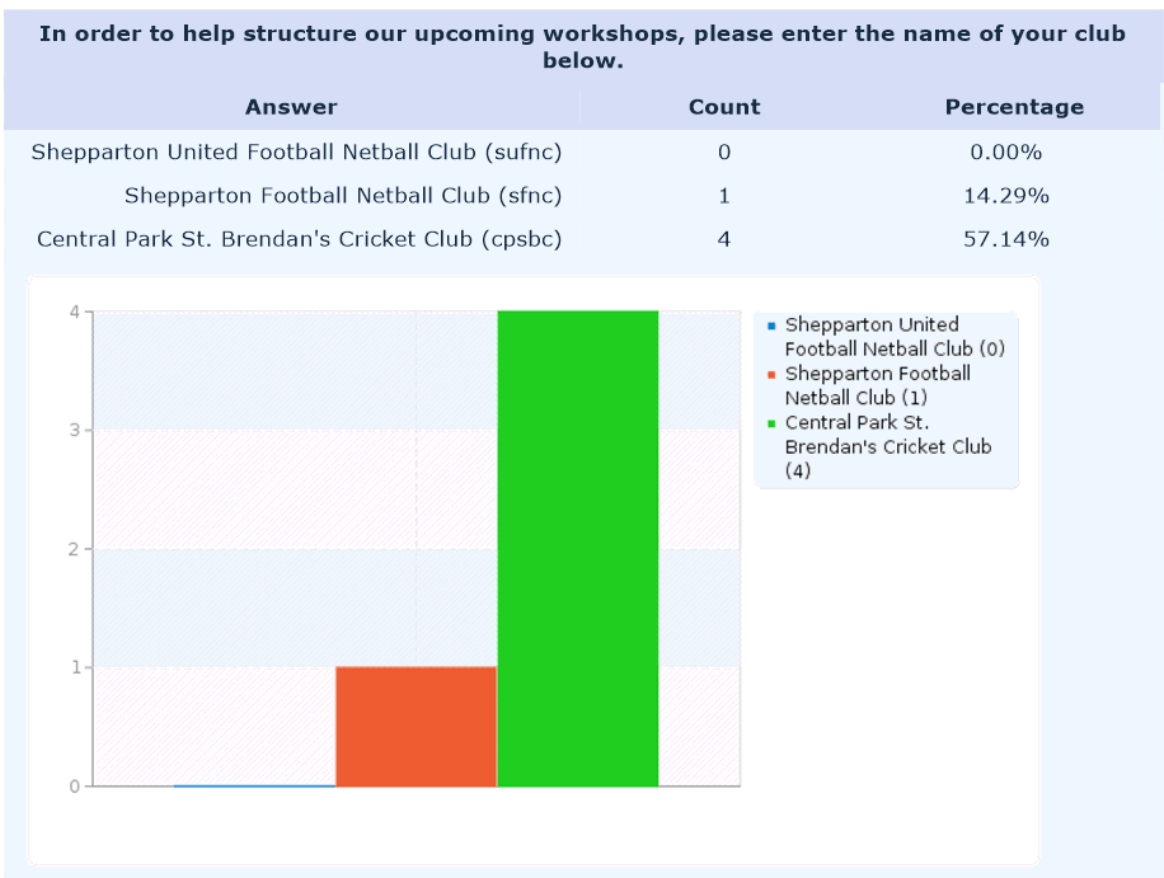 In order to help structure our upcoming workshops, please enter the name of your club
below.
Answer Count Percentage
Shepparton United Football Netball Club (sufnc) 0 0.00%
Shepparton Football Netball Club (sfnc) 1 14.29%
Central Park St. Brendan's Cricket Club (cpsbc) 4 57.14%
4
3
2
1
0
Shepparton United
Football Netball Club (0)
Shepparton Football
Netball Club (1)
Central Park St.
Brendan's Cricket Club
(4)